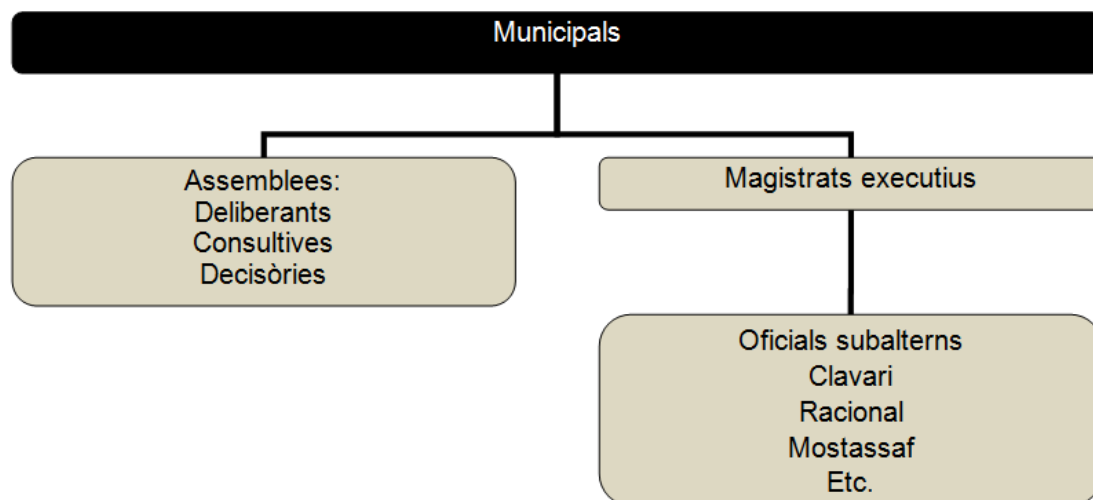 Municipals
Assemblees:
Deliberants
Consultives
Decisòries
Magistrats executius
Oficials subalterns
Clavari
Racional
Mostassaf
Etc.